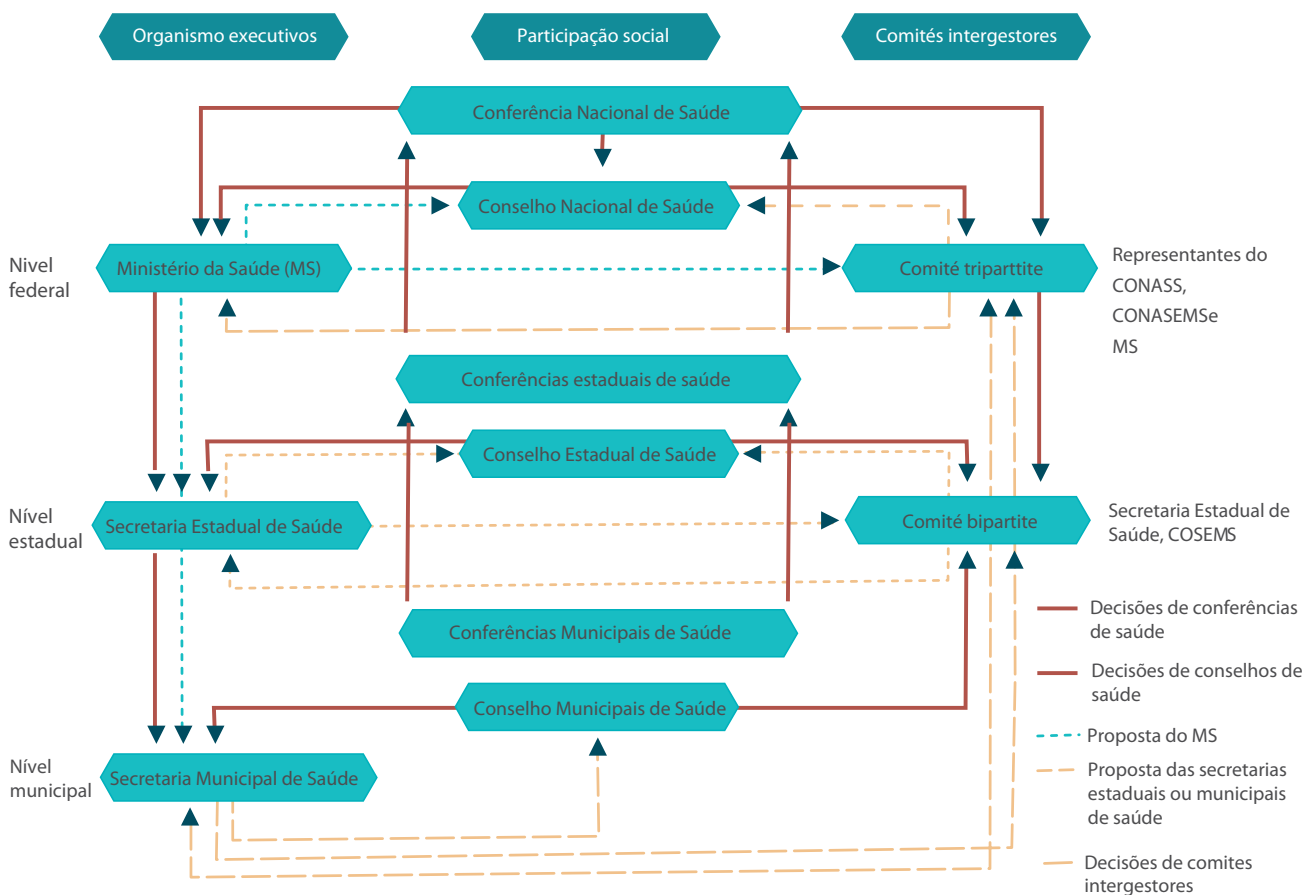 Organismo executivos
Participação social
Comités intergestores
Conferência Nacional de Saúde
Conselho Nacional de Saúde
Nivel
federal
Ministério da Saúde (MS)
Comité triparttite
Representantes do
CONASS,
CONASEMSe
MS
Conferências estaduais de saúde
Conselho Estadual de Saúde
Nível
estadual
Secretaria Estadual de Saúde
Comité bipartite
Secretaria Estadual de
Saúde, COSEMS
Conferências Municipais de Saúde
Conselho Municipais de Saúde
Nível
municipal
Secretaria Municipal de Saúde
Decisões de conferências
de saúde
Decisões de conselhos de
saúde
Proposta do MS
Proposta das secretarias
estaduais ou municipais
de saúde
Decisões de comites
intergestores